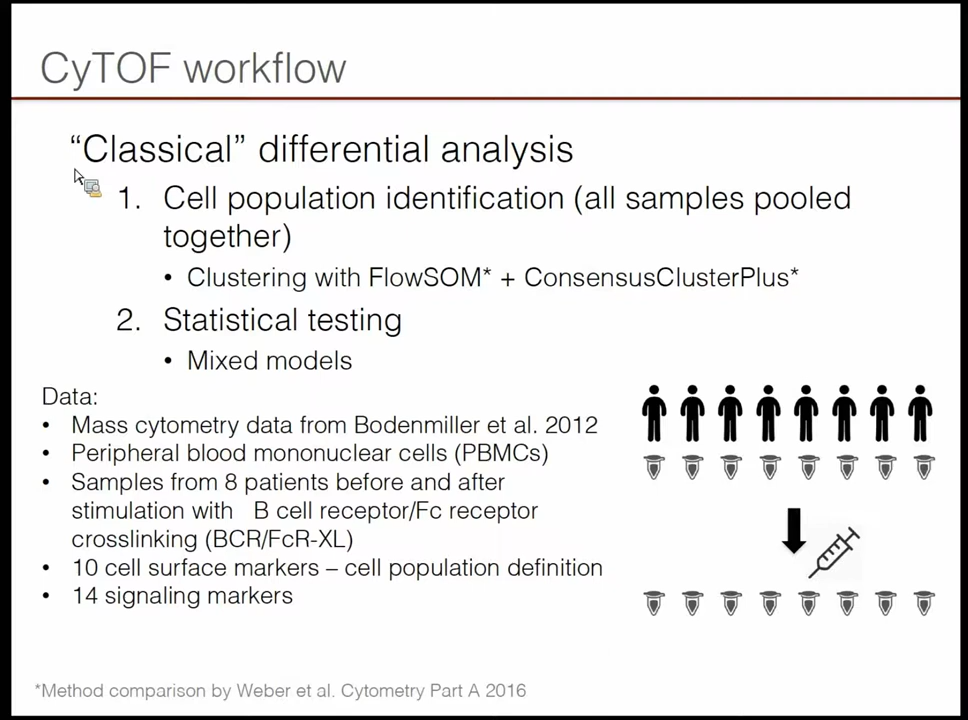 CyTOF workflow
“Classical” differential analysis
1. Cell population identification (all samples pooled
together)
• Clustering with FlowSOM* + ConsensusClusterPlus*
2. Statistical testing
• Mixed models
Data:
• Mass cytometry data from Bodenmiller et al. 2012
• Peripheral blood mononuclear cells (PBMCs)
• Samples from 8 patients before and after
stimulation with B cell receptor/Fc receptor
crosslinking (BCR/FcR-XL)
• 10 cell surface markers – cell population definition
• 14 signaling markers
*Method comparison by Weber et al. Cytometry Part A 2016